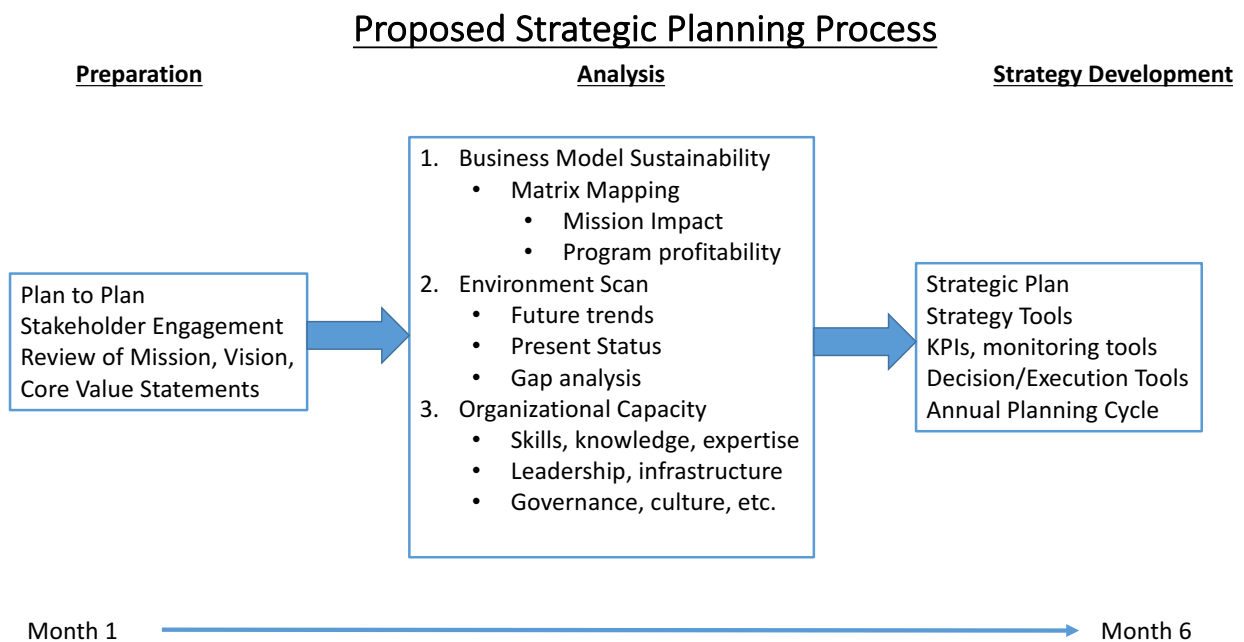 Proposed Strategic Planning Process
Preparation
Analysis
Strategy Development
Plan to Plan
Stakeholder Engagement
Review of Mission, Vision,
Core Value Statements
1. Business Model Sustainability
• Matrix Mapping
• Mission Impact
• Program profitability
2. Environment Scan
• Future trends
• Present Status
• Gap analysis
3. Organizational Capacity
• Skills, knowledge, expertise
• Leadership, infrastructure
• Governance, culture, etc.
Strategic Plan
Strategy Tools
KPIs, monitoring tools
Decision/Execution Tools
Annual Planning Cycle
Month 1
Month 6